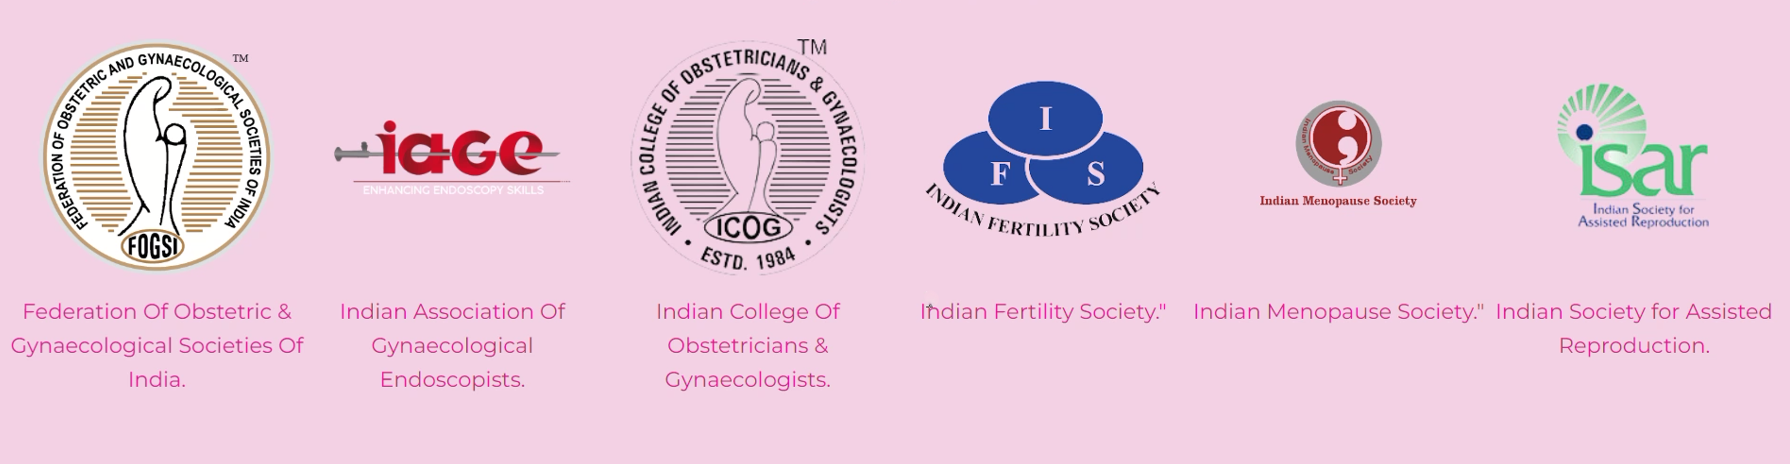 FEDERATION OF OBSTETRIC AND GYNAECOLOGICAL SOCIETIES OF INDIA
TM
FOGSI
iage
ENHANCING ENDOSCOPY SKILLS
TM
INDIAN COLLEGE OF OBSTETRICIANS & GYNAECOLOGISTS
ICOG
• ESTD. 1984 •
I
F S
INDIAN FERTILITY SOCIETY
Indian Menopause Society
Indian Menopause Society
isar
Indian Society for
Assisted Reproduction
Federation Of Obstetric &
Gynaecological Societies Of
India.
Indian Association Of
Gynaecological
Endoscopists.
Indian College Of
Obstetricians &
Gynaecologists.
Indian Fertility Society."
Indian Menopause Society."
Indian Society for Assisted
Reproduction.